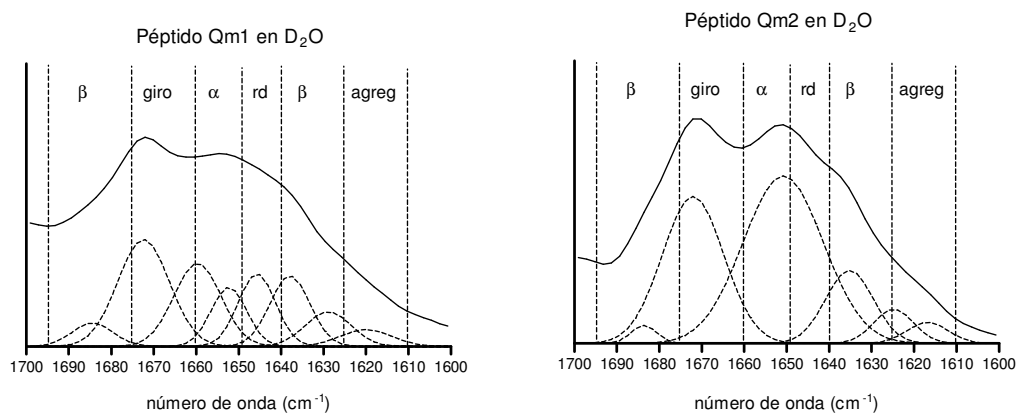 Péptido Qm1 en D₂O
β giro α rd β agreg
1700 1690 1680 1670 1660 1650 1640 1630 1620 1610 1600
número de onda (cm⁻¹)
Péptido Qm2 en D₂O
β giro α rd β agreg
1700 1690 1680 1670 1660 1650 1640 1630 1620 1610 1600
número de onda (cm⁻¹)